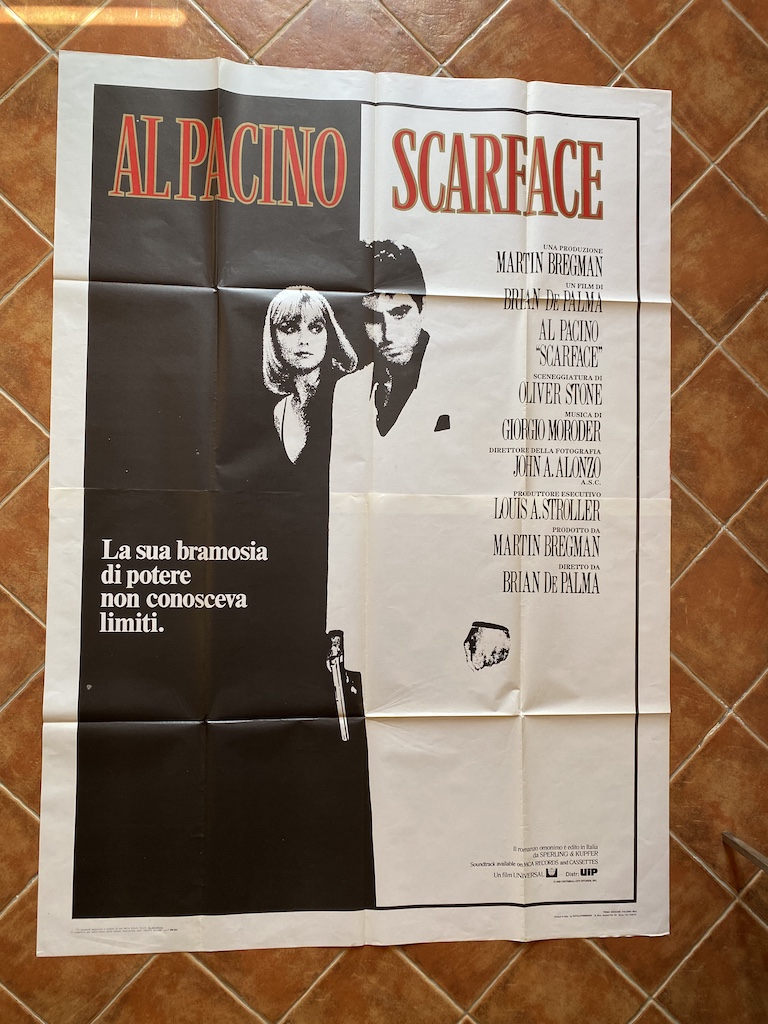 AL PACINO
SCARFACE
UNA PRODUZIONE
MARTIN BREGMAN
UN FILM DI
BRIAN DE PALMA
AL PACINO
"SCARFACE"
SCENEGGIATURA DI
OLIVER STONE
MUSICA DI
GIORGIO MORODER
DIRETTORE DELLA FOTOGRAFIA
JOHN A. ALONZO
A.S.C.
PRODUTTORE ESECUTIVO
LOUIS A. STROLLER
PRODOTTO DA
MARTIN BREGMAN
DIRETTO DA
BRIAN DE PALMA
La sua bramosia
di potere
non conosceva
limiti.
Il romanzo omonimo è edito in Italia
da SPERLING & KUPFER
Soundtrack available on MCA RECORDS and CASSETTES
Un film UNIVERSAL Distr: UIP